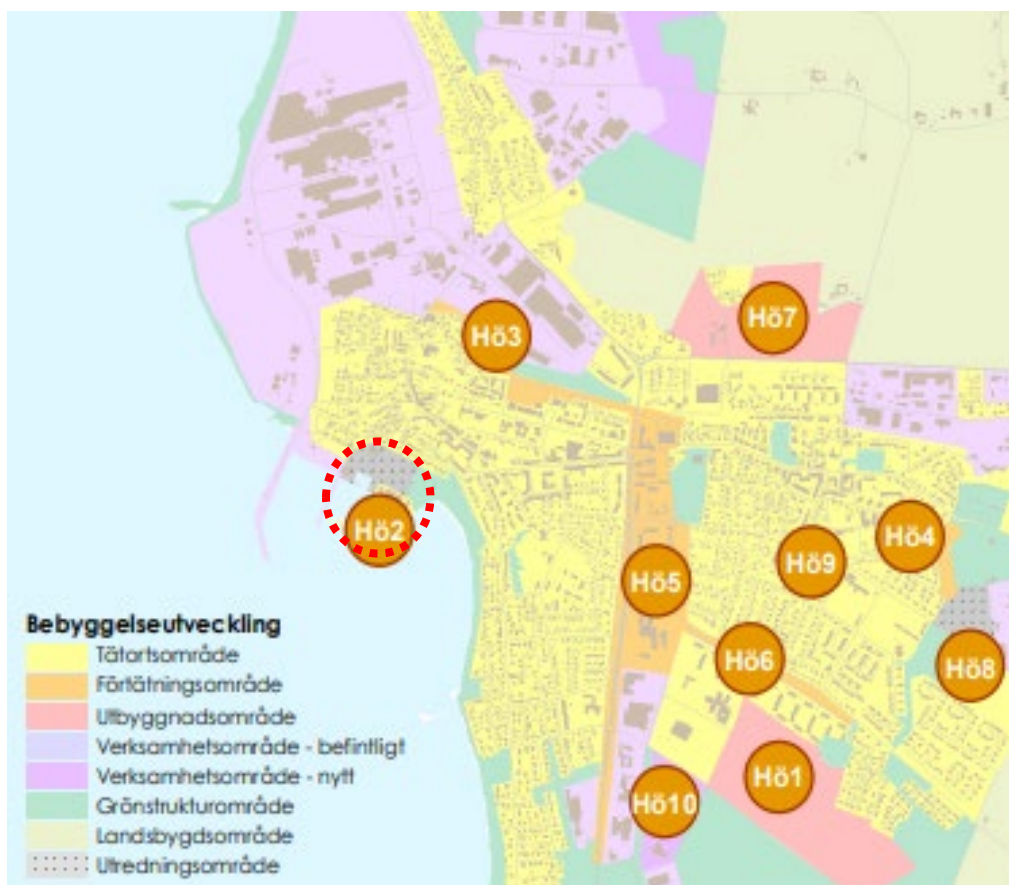 Hö7
Hö3
Hö2
Hö4
Hö9
Hö5
Hö6
Hö8
Hö1
Hö10
Bebyggelseutveckling
Tätortsområde
Förtätningsområde
Utbyggnadsområde
Verksamhetsområde - befintligt
Verksamhetsområde - nytt
Grönstrukturområde
Landsbygdsområde
Utredningsområde